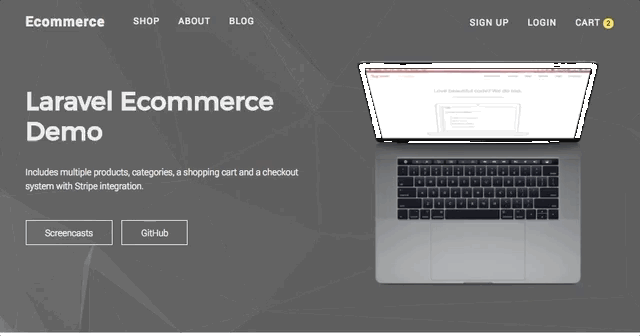 Ecommerce
SHOP ABOUT BLOG
SIGN UP LOGIN CART 2
Laravel Ecommerce
Demo
Includes multiple products, categories, a shopping cart and a checkout
system with Stripe integration.
Screencasts GitHub